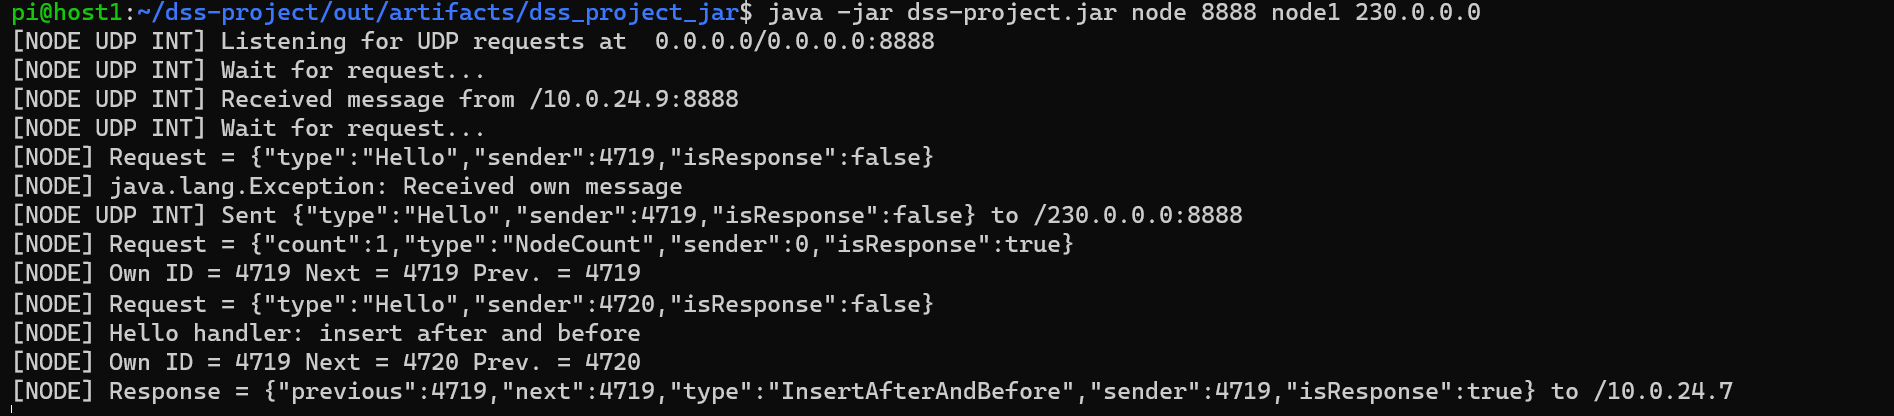 pi@host1:~/dss-project/out/artifacts/dss_project_jar$ java -jar dss-project.jar node 8888 node1 230.0.0.0
[NODE UDP INT] Listening for UDP requests at  0.0.0.0/0.0.0.0:8888
[NODE UDP INT] Wait for request...
[NODE UDP INT] Received message from /10.0.24.9:8888
[NODE UDP INT] Wait for request...
[NODE] Request = {"type":"Hello","sender":4719,"isResponse":false}
[NODE] java.lang.Exception: Received own message
[NODE UDP INT] Sent {"type":"Hello","sender":4719,"isResponse":false} to /230.0.0.0:8888
[NODE] Request = {"count":1,"type":"NodeCount","sender":0,"isResponse":true}
[NODE] Own ID = 4719 Next = 4719 Prev. = 4719
[NODE] Request = {"type":"Hello","sender":4720,"isResponse":false}
[NODE] Hello handler: insert after and before
[NODE] Own ID = 4719 Next = 4720 Prev. = 4720
[NODE] Response = {"previous":4719,"next":4719,"type":"InsertAfterAndBefore","sender":4719,"isResponse":true} to /10.0.24.7